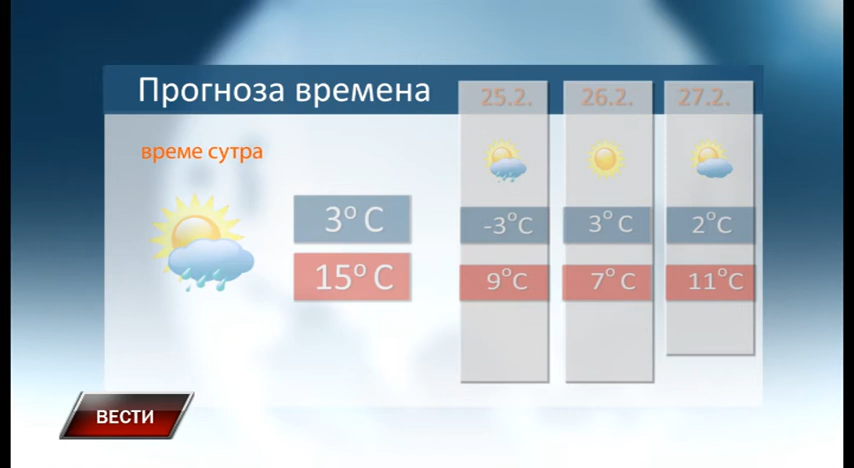 Прогноза времена
време сутра
3°C
15°C
25.2.
-3°C
9°C
26.2.
3°C
7°C
27.2.
2°C
11°C
ВЕСТИ